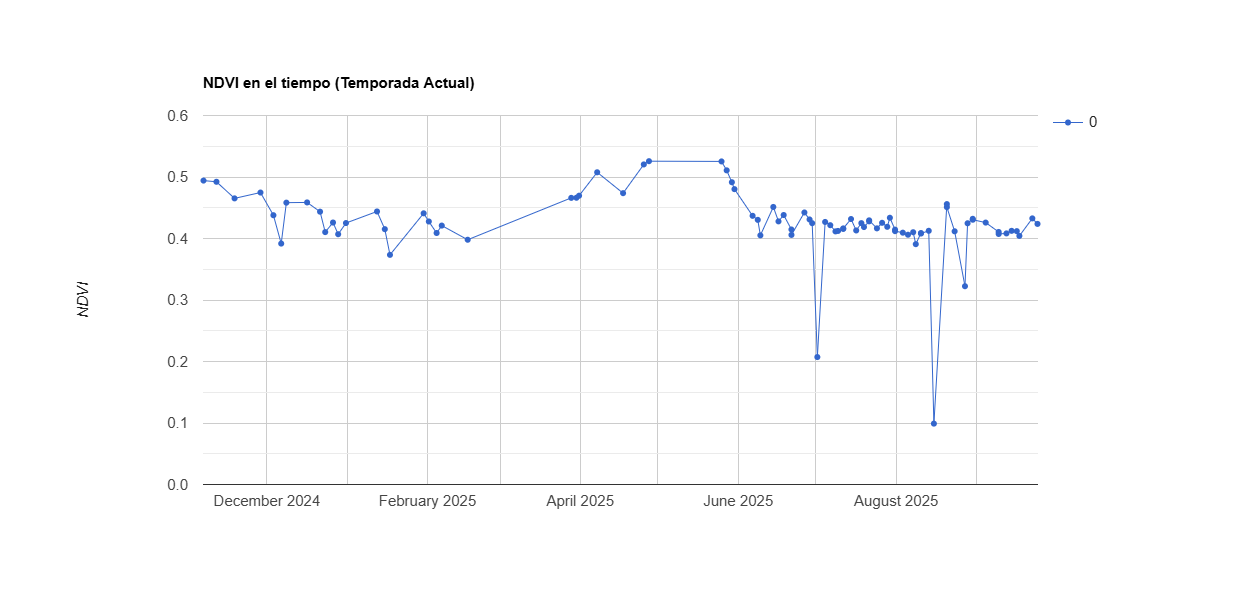 NDVI en el tiempo (Temporada Actual)
0.6
0.5
0.4
0.3
0.2
0.1
0.0
NDVI
December 2024
February 2025
April 2025
June 2025
August 2025
0